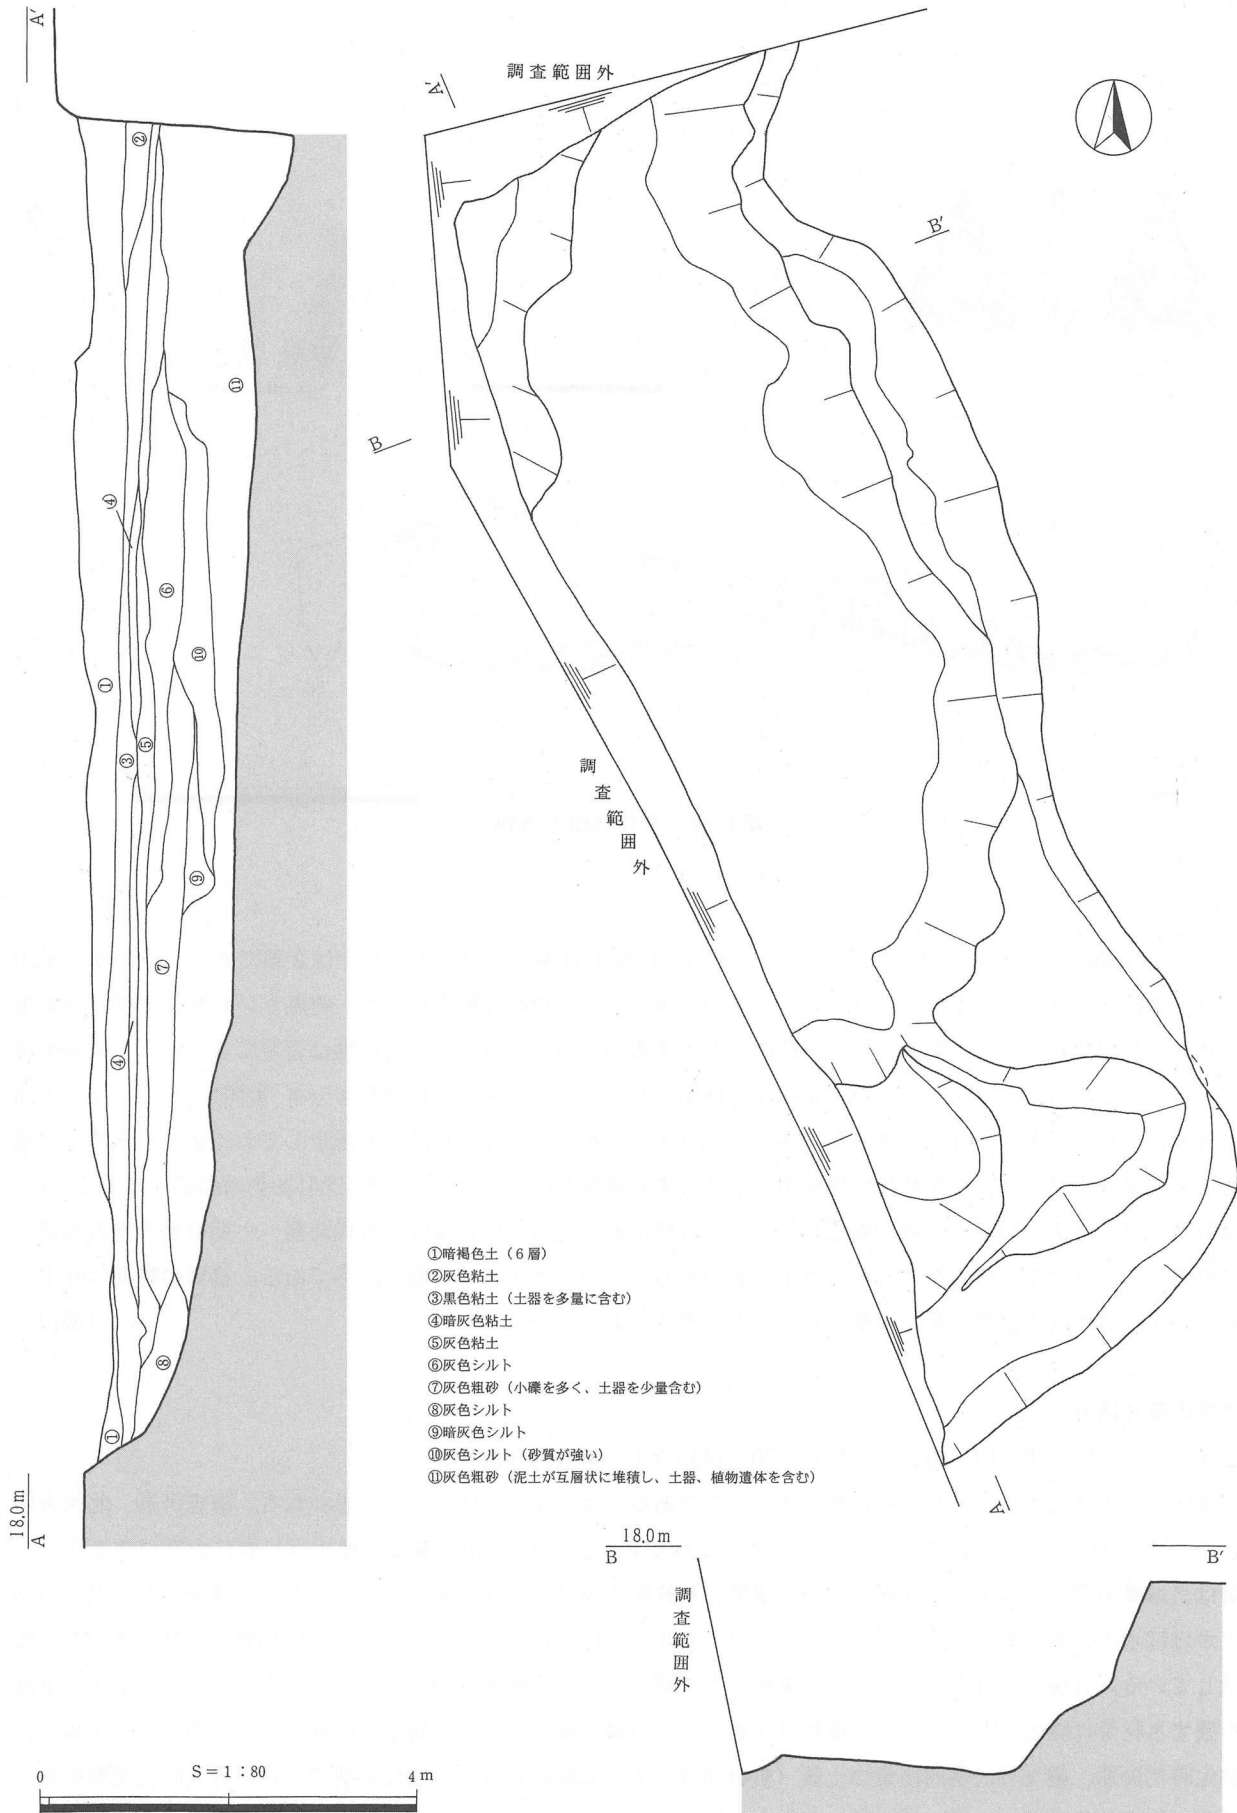 A′
調査範囲外
A′
B′
B
調査範囲外
②
⑪
④
⑥
⑩
①
⑤
③
⑨
⑦
④
⑧
①
18.0m
A
①暗褐色土（6層）
②灰色粘土
③黒色粘土（土器を多量に含む）
④暗灰色粘土
⑤灰色粘土
⑥灰色シルト
⑦灰色粗砂（小礫を多く、土器を少量含む）
⑧灰色シルト
⑨暗灰色シルト
⑩灰色シルト（砂質が強い）
⑪灰色粗砂（泥土が互層状に堆積し、土器、植物遺体を含む）
A
18.0m
B
B′
調査範囲外
0
S＝1：80
4m